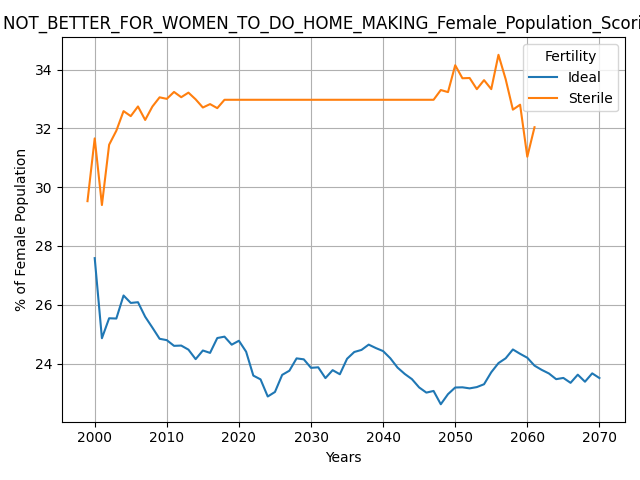 NOT_BETTER_FOR_WOMEN_TO_DO_HOME_MAKING_Female_Population_Scori
Fertility
Ideal
Sterile
% of Female Population
34
32
30
28
26
24
2000 2010 2020 2030 2040 2050 2060 2070
Years